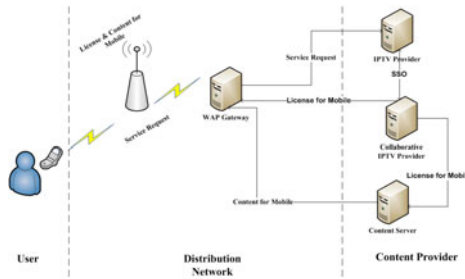 License & Content for
Mobile
Service Request
IPTV Provider
SSO
License for Mobile
WAP Gateway
Service Request
Collaborative
IPTV Provider
License for Mobi
Content for Mobile
Content Server
User
Distribution
Network
Content Provider